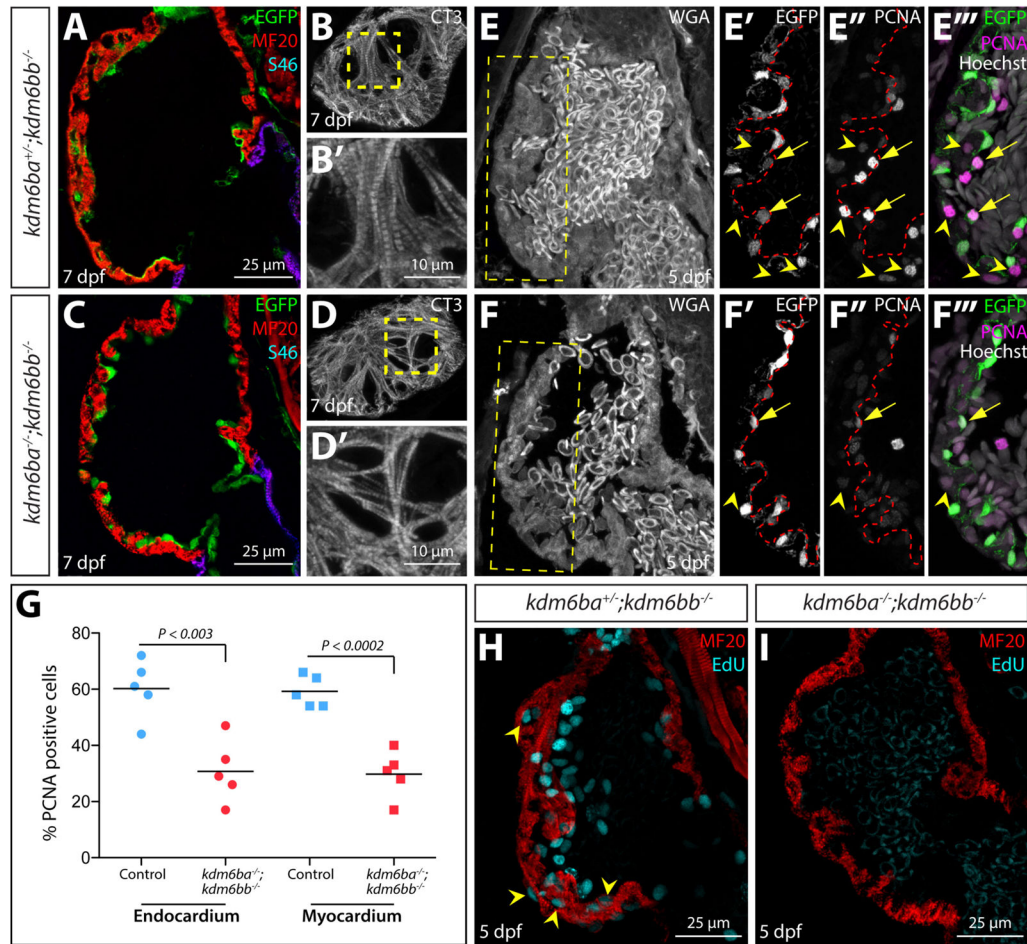 kdm6ba+/-;kdm6bb-/-
A
EGFP
MF20
S46
7 dpf
25 µm
B
CT3
7 dpf
B′
10 µm
E
WGA
5 dpf
E′
EGFP
E″
PCNA
E‴
EGFP
PCNA
Hoechst
kdm6ba-/-;kdm6bb-/-
C
EGFP
MF20
S46
7 dpf
25 µm
D
CT3
7 dpf
D′
10 µm
F
WGA
5 dpf
F′
EGFP
F″
PCNA
F‴
EGFP
PCNA
Hoechst
G
% PCNA positive cells
80
60
40
20
0
P < 0.003
P < 0.0002
Control
kdm6ba-/-;
kdm6bb-/-
Control
kdm6ba-/-;
kdm6bb-/-
Endocardium
Myocardium
kdm6ba+/-;kdm6bb-/-
H
MF20
EdU
5 dpf
25 µm
kdm6ba-/-;kdm6bb-/-
I
MF20
EdU
5 dpf
25 µm